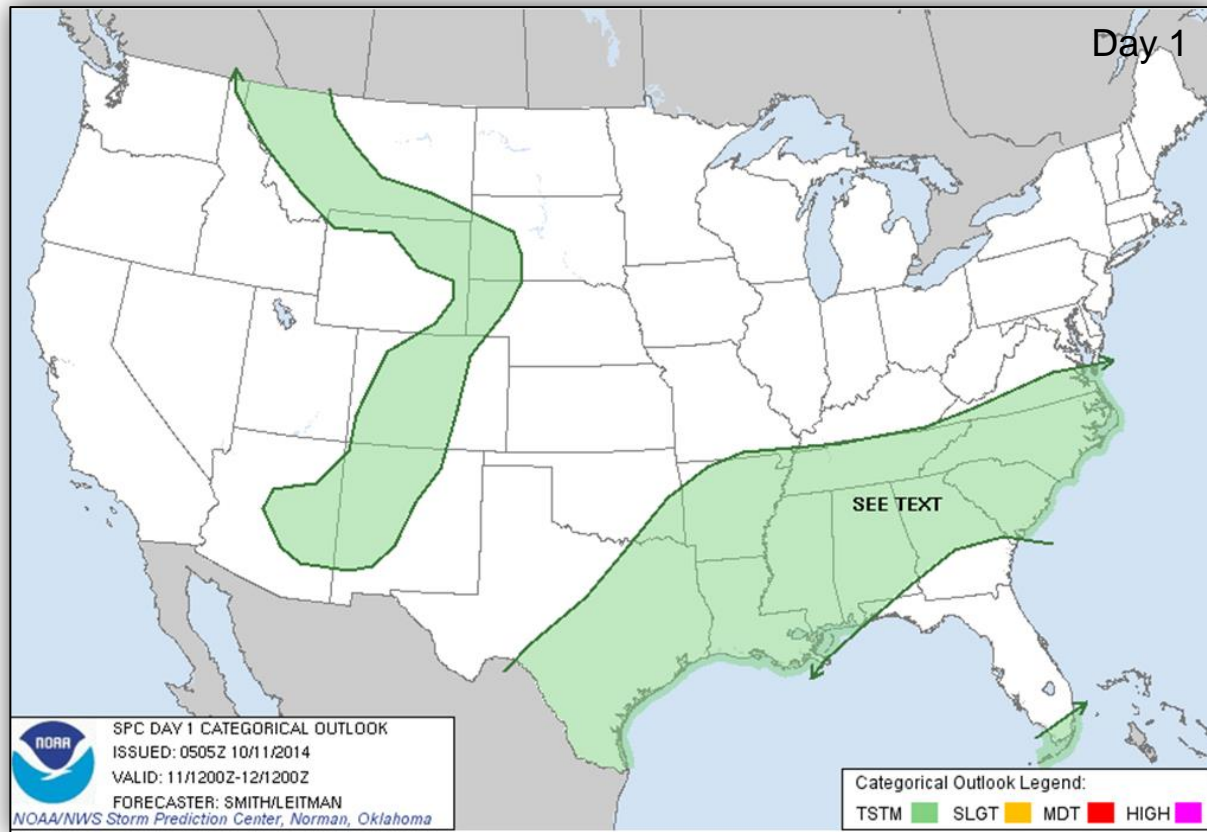 Day 1
SEE TEXT
NOAA
SPC DAY 1 CATEGORICAL OUTLOOK
ISSUED: 0505Z 10/11/2014
VALID: 11/1200Z-12/1200Z
FORECASTER: SMITH/LEITMAN
NOAA/NWS Storm Prediction Center, Norman, Oklahoma
Categorical Outlook Legend:
TSTM SLGT MDT HIGH